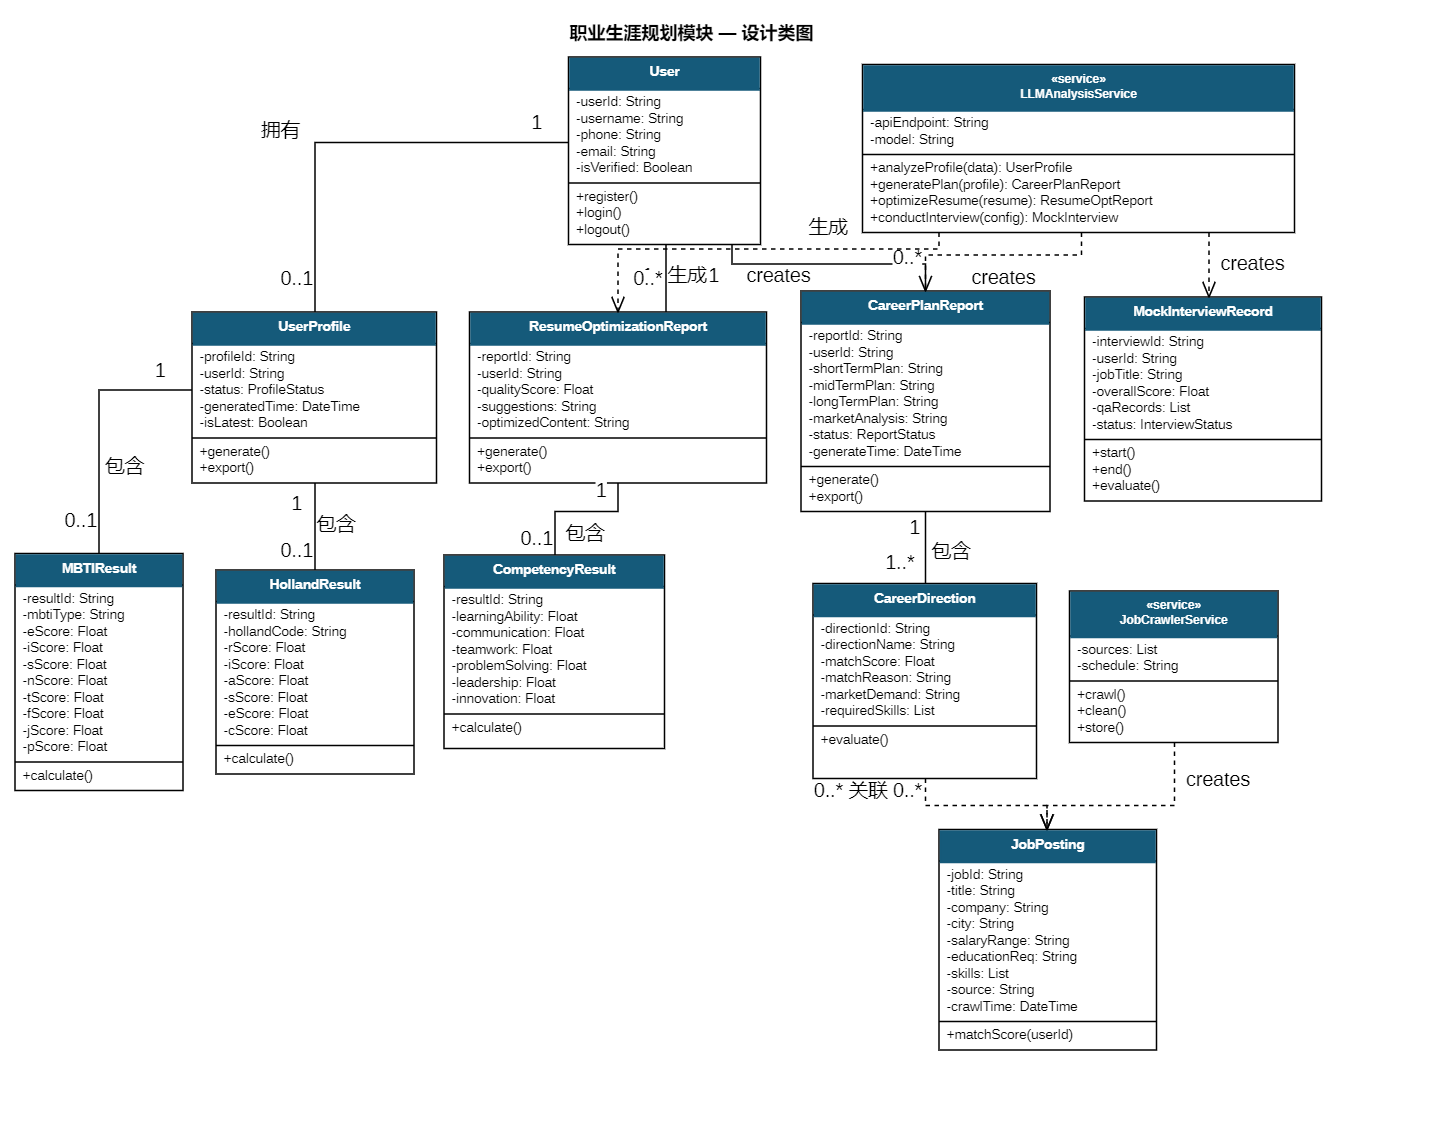 职业生涯规划模块 — 设计类图
User
-userId: String
-username: String
-phone: String
-email: String
-isVerified: Boolean
+register()
+login()
+logout()
«service»
LLMAnalysisService
-apiEndpoint: String
-model: String
+analyzeProfile(data): UserProfile
+generatePlan(profile): CareerPlanReport
+optimizeResume(resume): ResumeOptReport
+conductInterview(config): MockInterview
拥有
1
0..1
生成
0..*
生成1
creates
0..*
creates
creates
UserProfile
-profileId: String
-userId: String
-status: ProfileStatus
-generatedTime: DateTime
-isLatest: Boolean
+generate()
+export()
ResumeOptimizationReport
-reportId: String
-userId: String
-qualityScore: Float
-suggestions: String
-optimizedContent: String
+generate()
+export()
CareerPlanReport
-reportId: String
-userId: String
-shortTermPlan: String
-midTermPlan: String
-longTermPlan: String
-marketAnalysis: String
-status: ReportStatus
-generateTime: DateTime
+generate()
+export()
MockInterviewRecord
-interviewId: String
-userId: String
-jobTitle: String
-overallScore: Float
-qaRecords: List
-status: InterviewStatus
+start()
+end()
+evaluate()
1
包含
0..1
1
包含
0..1
1
包含
0..1
1
包含
1..*
MBTIResult
-resultId: String
-mbtiType: String
-eScore: Float
-iScore: Float
-sScore: Float
-nScore: Float
-tScore: Float
-fScore: Float
-jScore: Float
-pScore: Float
+calculate()
HollandResult
-resultId: String
-hollandCode: String
-rScore: Float
-iScore: Float
-aScore: Float
-sScore: Float
-eScore: Float
-cScore: Float
+calculate()
CompetencyResult
-resultId: String
-learningAbility: Float
-communication: Float
-teamwork: Float
-problemSolving: Float
-leadership: Float
-innovation: Float
+calculate()
CareerDirection
-directionId: String
-directionName: String
-matchScore: Float
-matchReason: String
-marketDemand: String
-requiredSkills: List
+evaluate()
«service»
JobCrawlerService
-sources: List
-schedule: String
+crawl()
+clean()
+store()
0..* 关联 0..*
creates
JobPosting
-jobId: String
-title: String
-company: String
-city: String
-salaryRange: String
-educationReq: String
-skills: List
-source: String
-crawlTime: DateTime
+matchScore(userId)